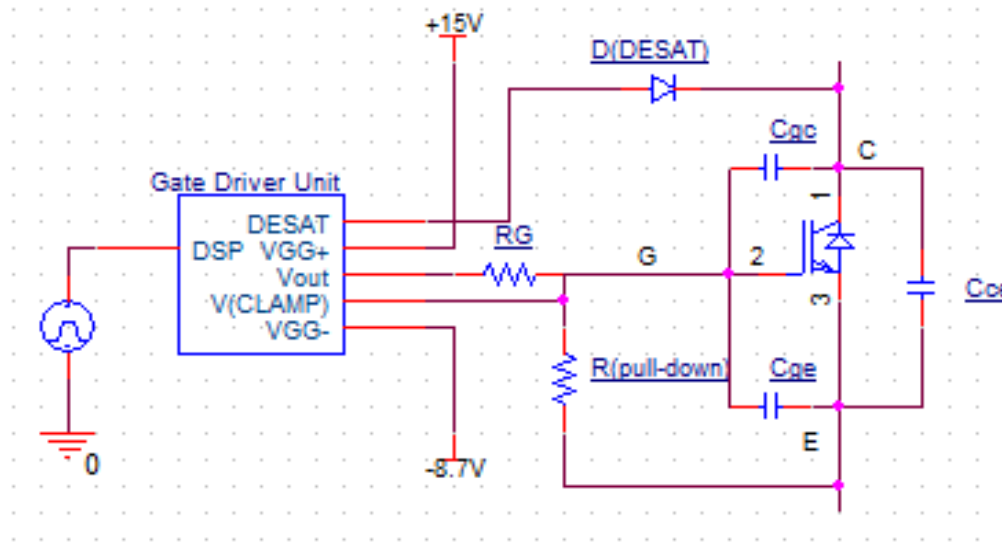 +15V
D(DESAT)
Cgc
C
Gate Driver Unit
1
DESAT
DSP VGG+
RG
G
2
Vout
V(CLAMP)
3
VGG-
R(pull-down)
Cge
E
0
-8.7V